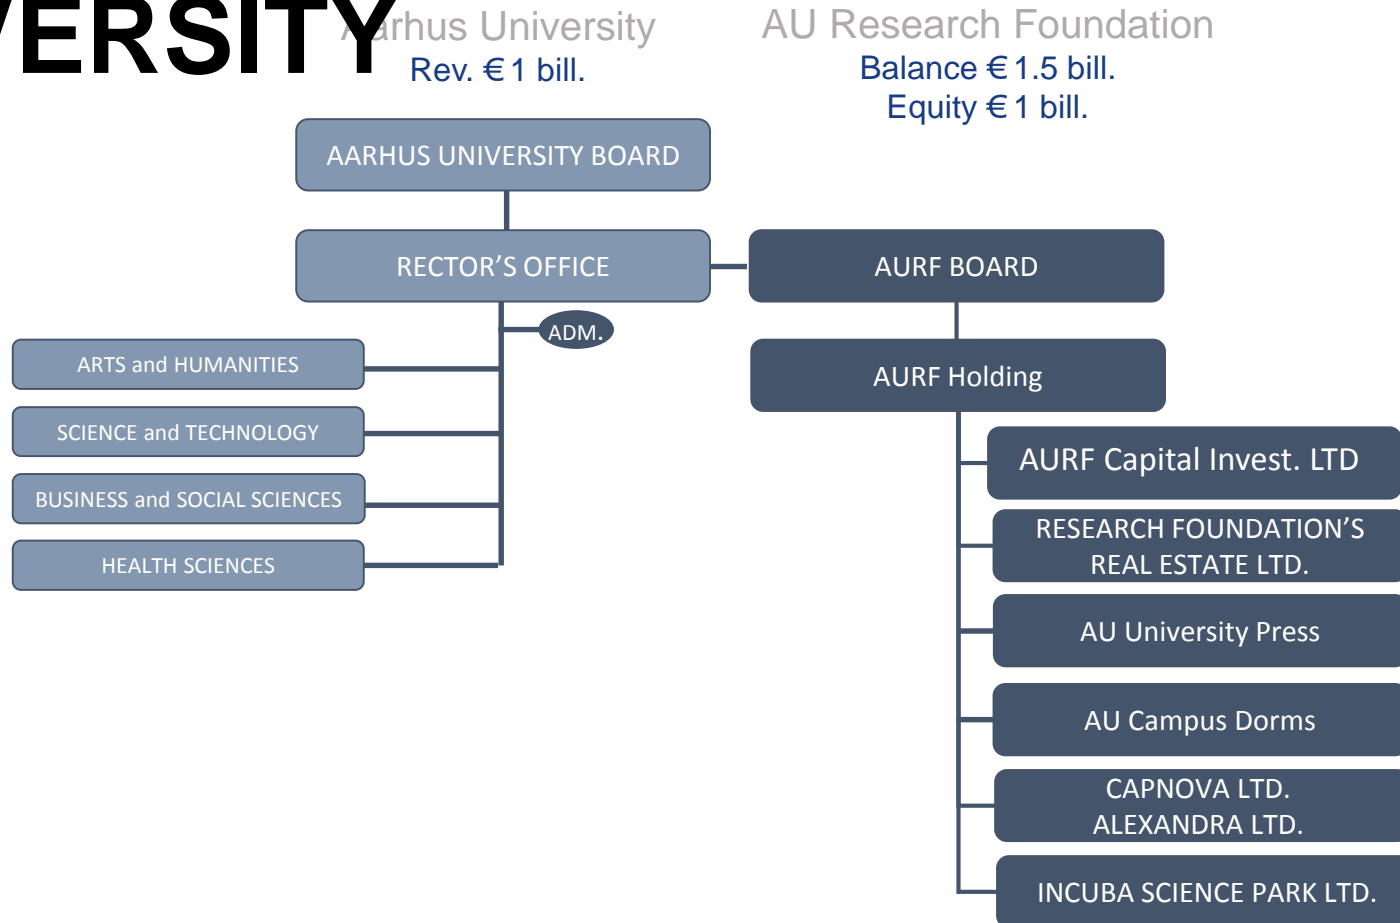 VERSITY
Aarhus University
Rev. € 1 bill.
AU Research Foundation
Balance € 1.5 bill.
Equity € 1 bill.
AARHUS UNIVERSITY BOARD
RECTOR’S OFFICE
AURF BOARD
ADM.
ARTS and HUMANITIES
SCIENCE and TECHNOLOGY
BUSINESS and SOCIAL SCIENCES
HEALTH SCIENCES
AURF Holding
AURF Capital Invest. LTD
RESEARCH FOUNDATION’S
REAL ESTATE LTD.
AU University Press
AU Campus Dorms
CAPNOVA LTD.
ALEXANDRA LTD.
INCUBA SCIENCE PARK LTD.